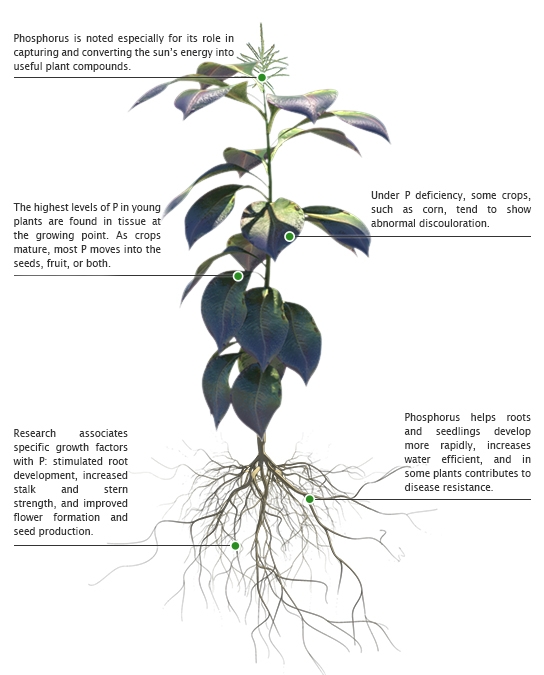 Phosphorus is noted especially for its role in
capturing and converting the sun's energy into
useful plant compounds.
The highest levels of P in young
plants are found in tissue at
the growing point. As crops
mature, most P moves into the
seeds, fruit, or both.
Under P deficiency, some crops,
such as corn, tend to show
abnormal discouloration.
Research associates
specific growth factors
with P: stimulated root
development, increased
stalk and stern
strength, and improved
flower formation and
seed production.
Phosphorus helps roots
and seedlings develop
more rapidly, increases
water efficient, and in
some plants contributes to
disease resistance.